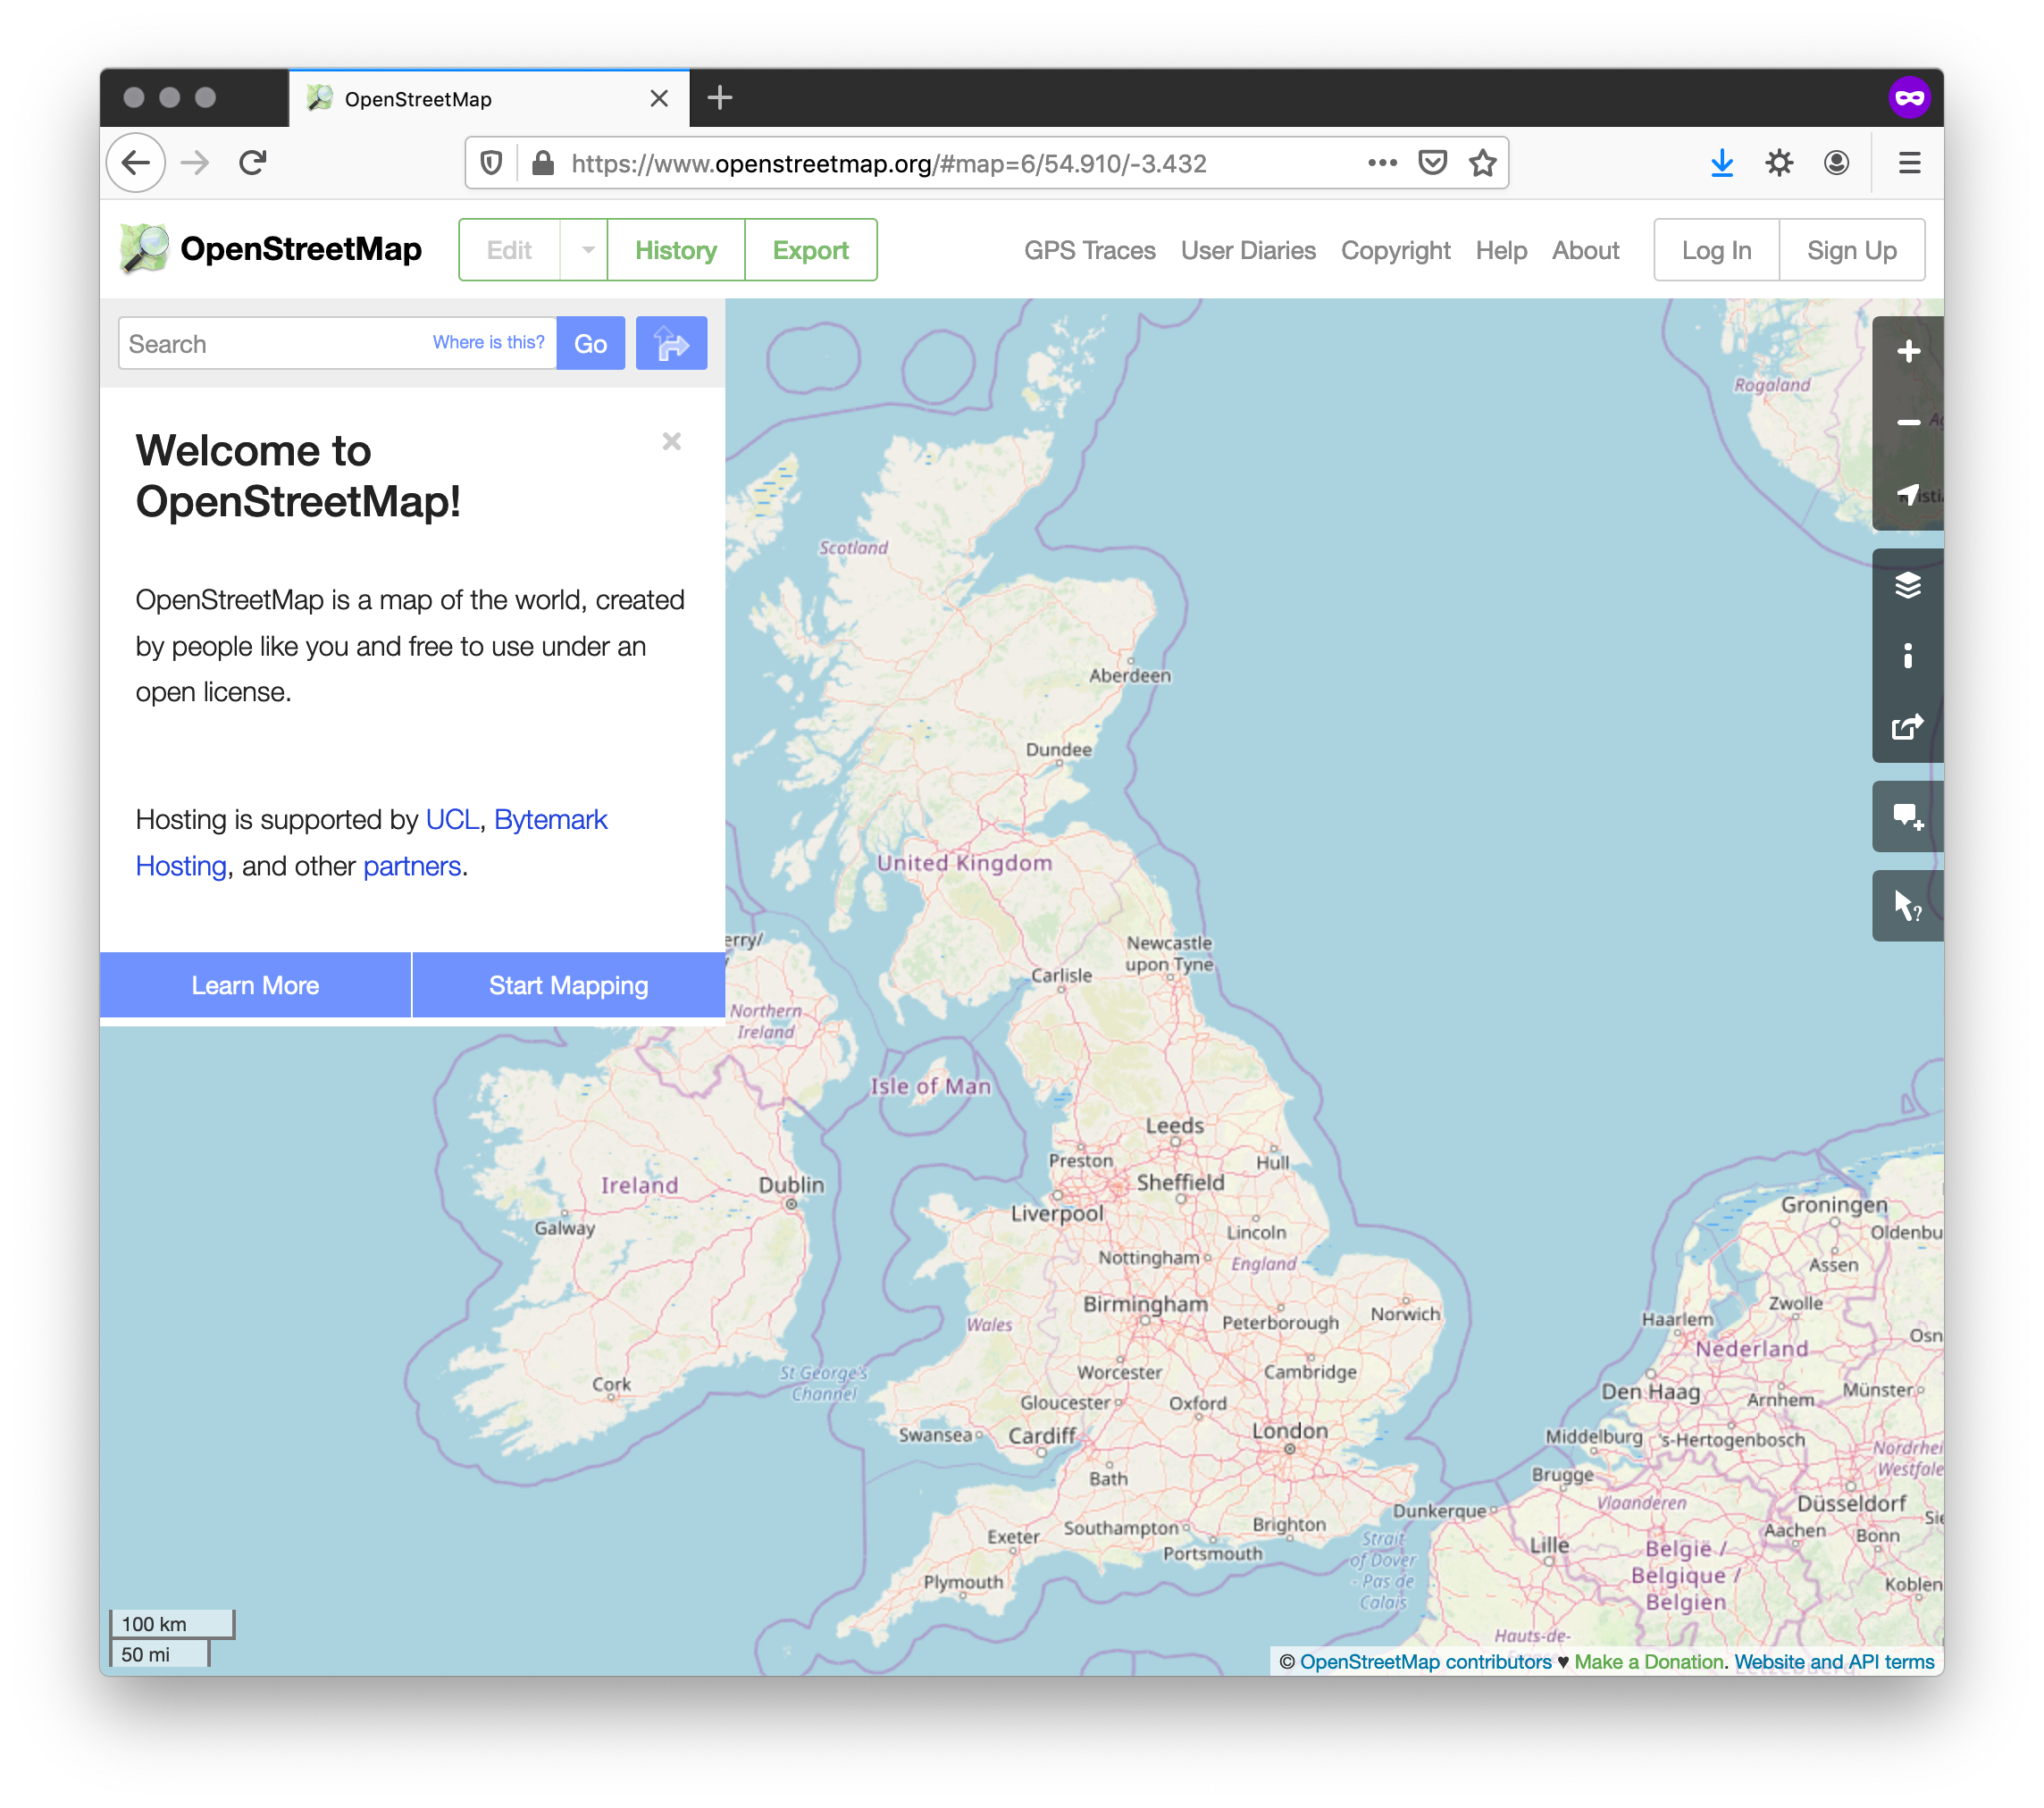 OpenStreetMap
https://www.openstreetmap.org/#map=6/54.910/-3.432
OpenStreetMap
Edit
History
Export
GPS Traces
User Diaries
Copyright
Help
About
Log In
Sign Up
Search
Where is this?
Go
Welcome to
OpenStreetMap!
OpenStreetMap is a map of the world, created
by people like you and free to use under an
open license.
Hosting is supported by UCL, Bytemark
Hosting, and other partners.
Learn More
Start Mapping
Rogaland
Scotland
Aberdeen
Dundee
United Kingdom
Newcastle
upon Tyne
Carlisle
erry/
Northern
Ireland
Isle of Man
Leeds
Preston
Hull
Sheffield
Ireland
Dublin
Liverpool
Galway
Lincoln
Nottingham
England
Groningen
Oldenbu
Assen
Birmingham
Peterborough
Norwich
Zwolle
Haarlem
Wales
Osn
Nederland
St George's
Channel
Worcester
Cambridge
Cork
Den Haag
Arnhem
Münster
Gloucester
Oxford
Swansea
Cardiff
London
Middelburg
's-Hertogenbosch
Nordrhei
Westfale
Bath
Brugge
Vlaanderen
Düsseldorf
Dunkerque
Exeter
Southampton
Brighton
Portsmouth
Strait
of Dover
- Pas de
Calais
Lille
België /
Belgique /
Belgien
Aachen
Bonn
Sie
Koblen
Plymouth
Hauts-de-
100 km
50 mi
© OpenStreetMap contributors ♥ Make a Donation. Website and API terms